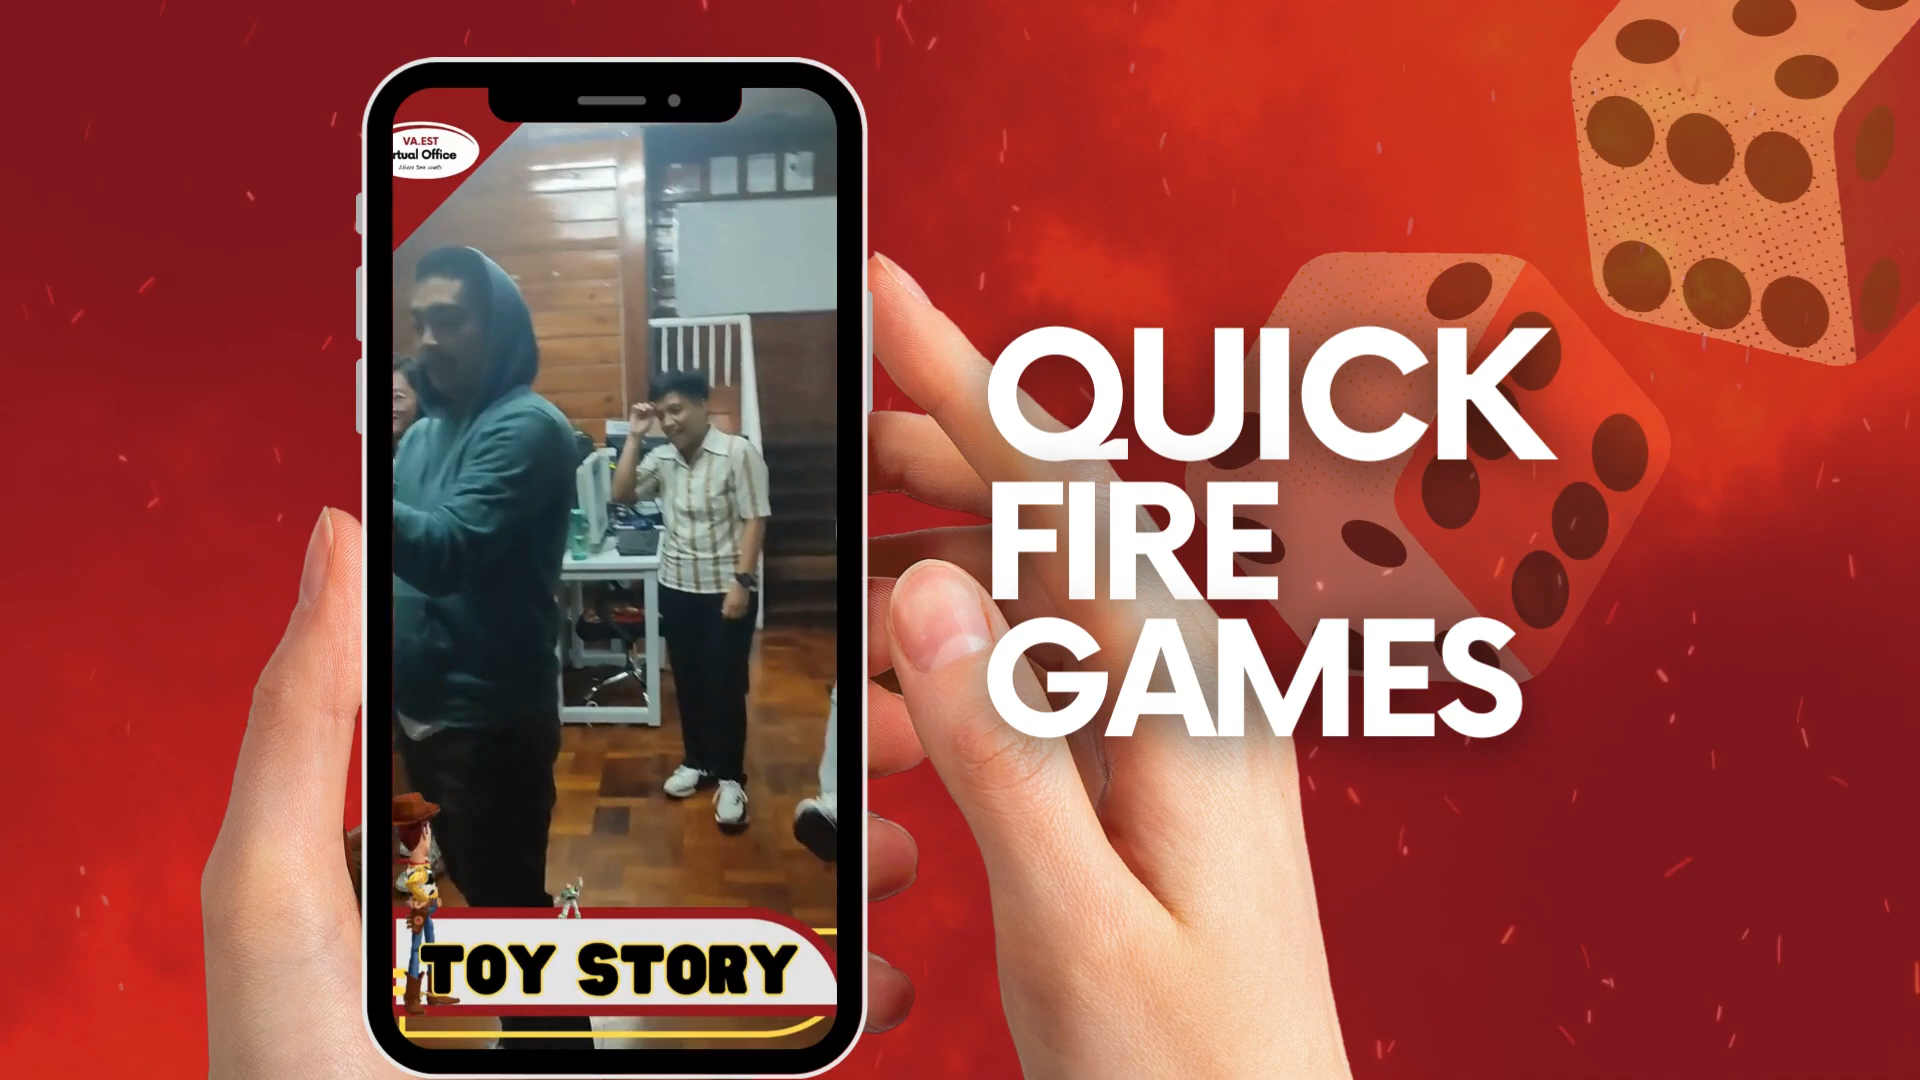 VA.EST
rtual Office
QUICK
FIRE
GAMES
TOY STORY